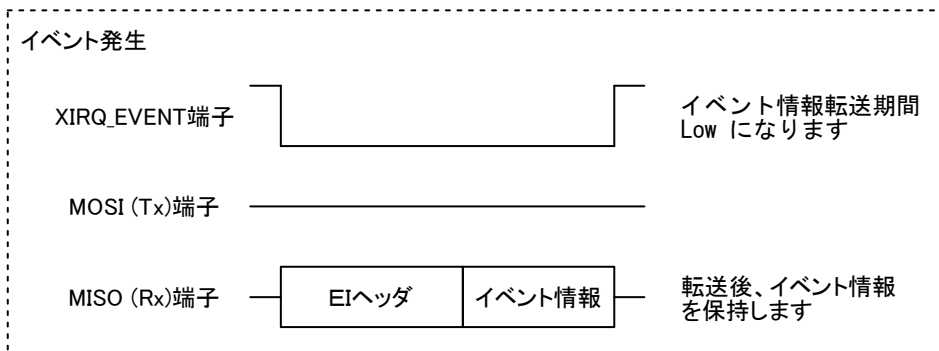 イベント発生
XIRQ_EVENT端子
イベント情報転送期間
Low になります
MOSI (Tx)端子
MISO (Rx)端子
EIヘッダ
イベント情報
転送後、イベント情報
を保持します